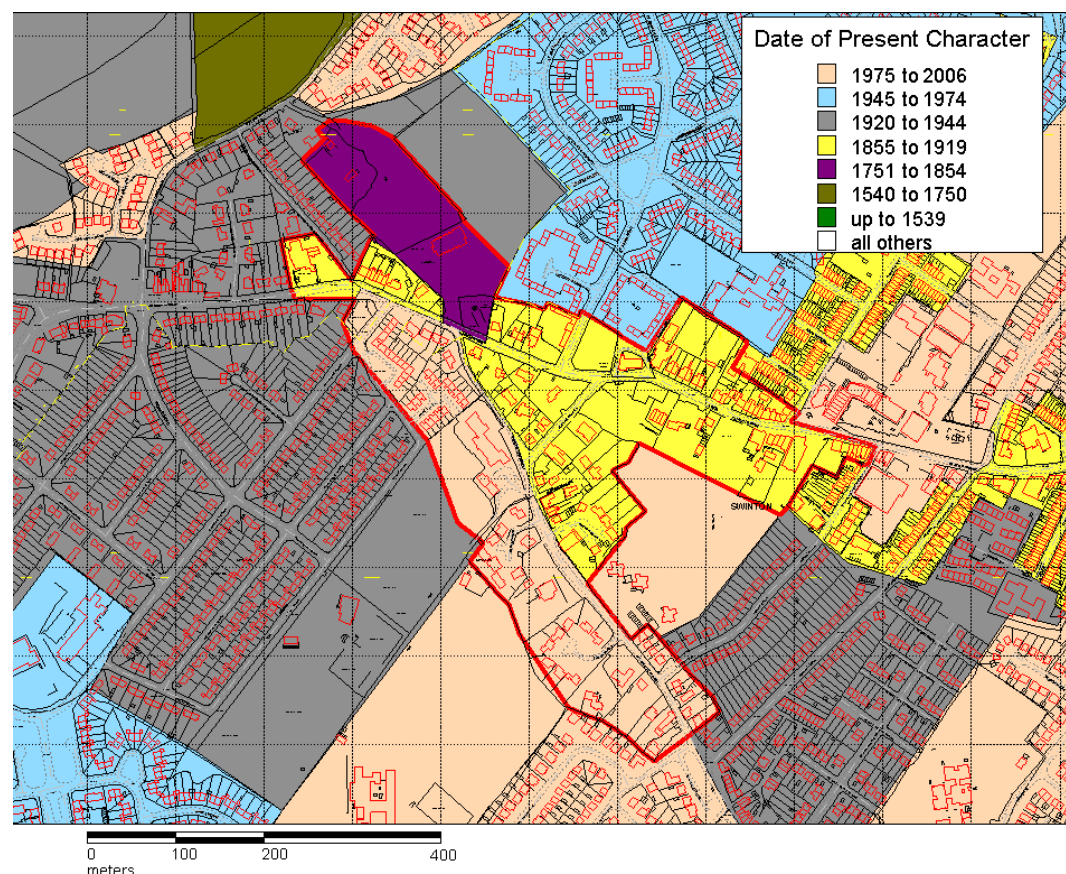 Date of Present Character
1975 to 2006
1945 to 1974
1920 to 1944
1855 to 1919
1751 to 1854
1540 to 1750
up to 1539
all others
SWINTON
0 100 200 400
meters